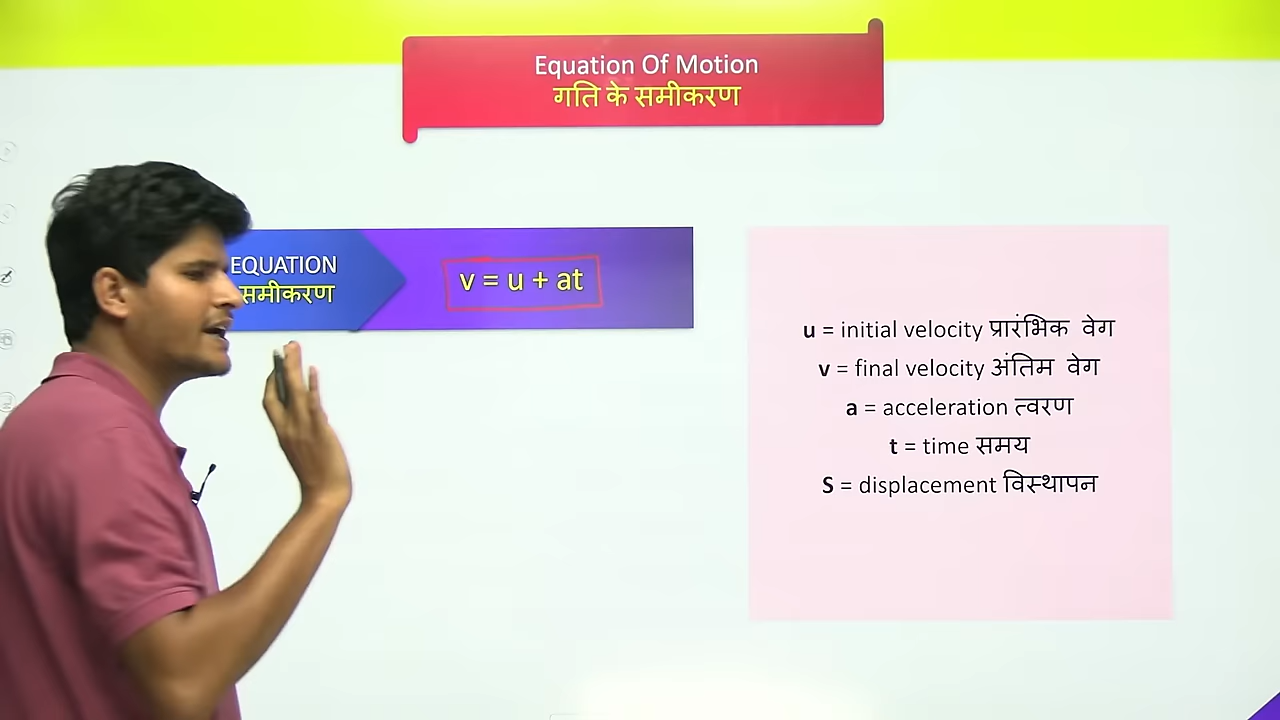 Equation Of Motion
गति के समीकरण
EQUATION
समीकरण
v = u + at
u = initial velocity प्रारंभिक वेग
v = final velocity अंतिम वेग
a = acceleration त्वरण
t = time समय
S = displacement विस्थापन